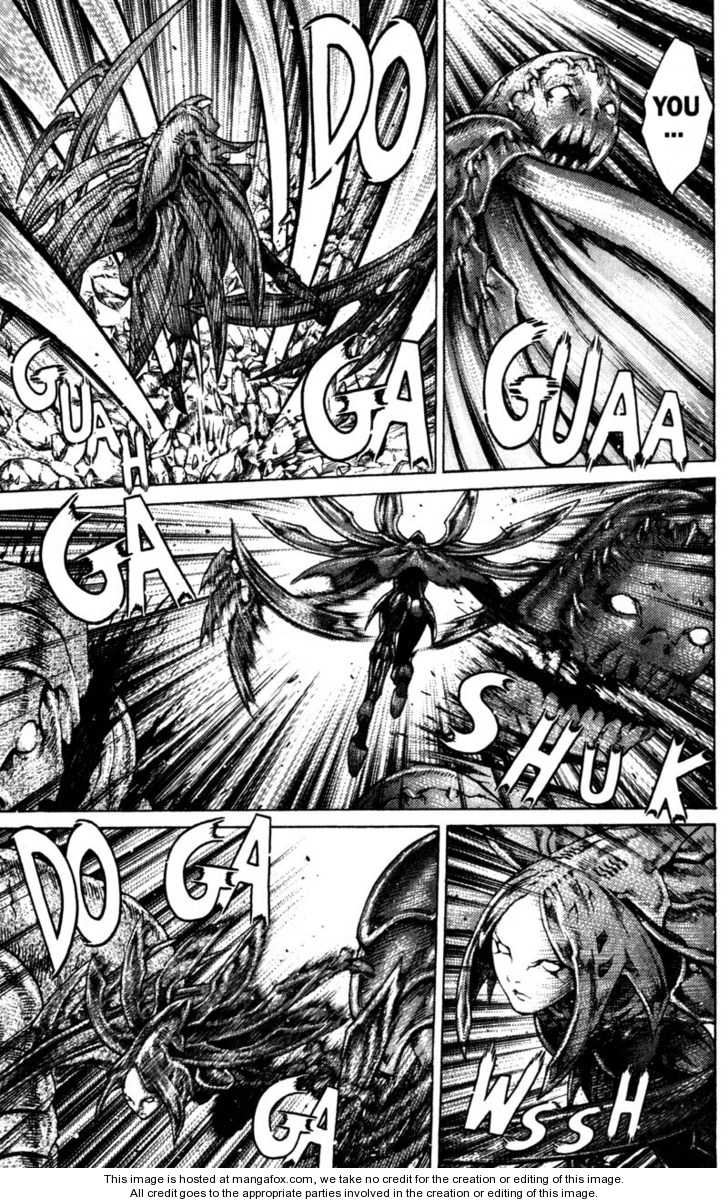 YOU
...
GUAA
DO
GA
GUAH
GA
SHUK
DO GA
GA
WSSH
This image is hosted at mangafox.com, we take no credit for the creation or editing of this image.
All credit goes to the appropriate parties involved in the creation or editing of this image.